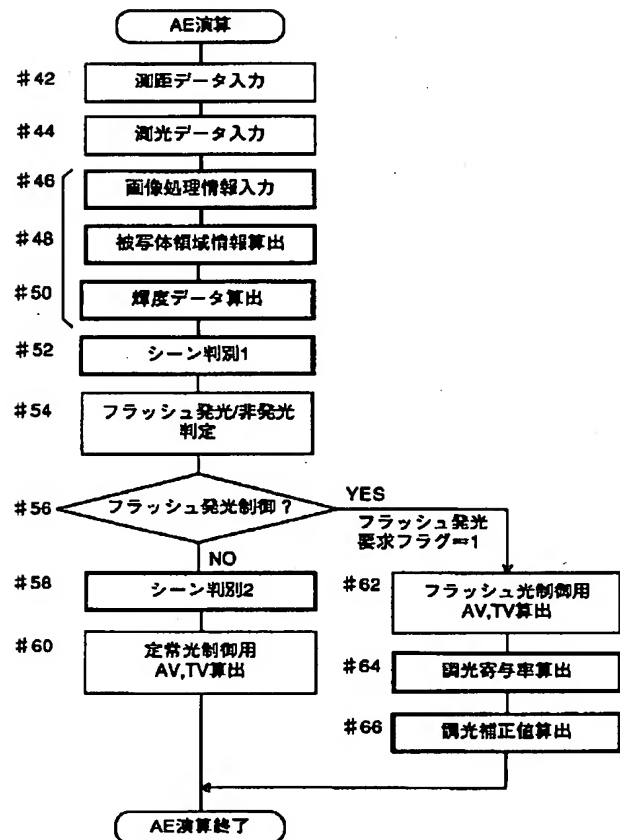 AE演算
#42
測距データ入力
#44
測光データ入力
#46
画像処理情報入力
#48
被写体領域情報算出
#50
輝度データ算出
#52
シーン判別1
#54
フラッシュ発光/非発光
判定
#56
フラッシュ発光制御?
YES
フラッシュ発光
要求フラグ=1
NO
#58
シーン判別2
#60
定常光制御用
AV,TV算出
#62
フラッシュ光制御用
AV,TV算出
#64
調光寄与率算出
#66
調光補正値算出
AE演算終了